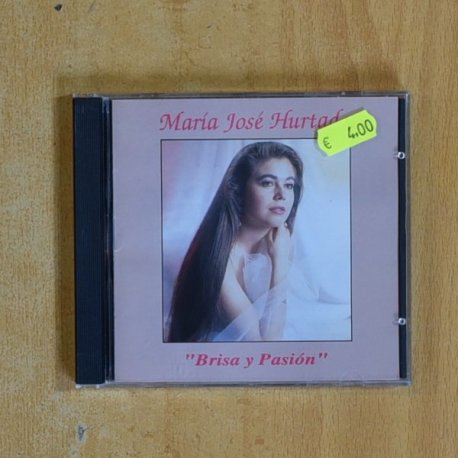 María José Hurtad
€ 4.00
"Brisa y Pasión"